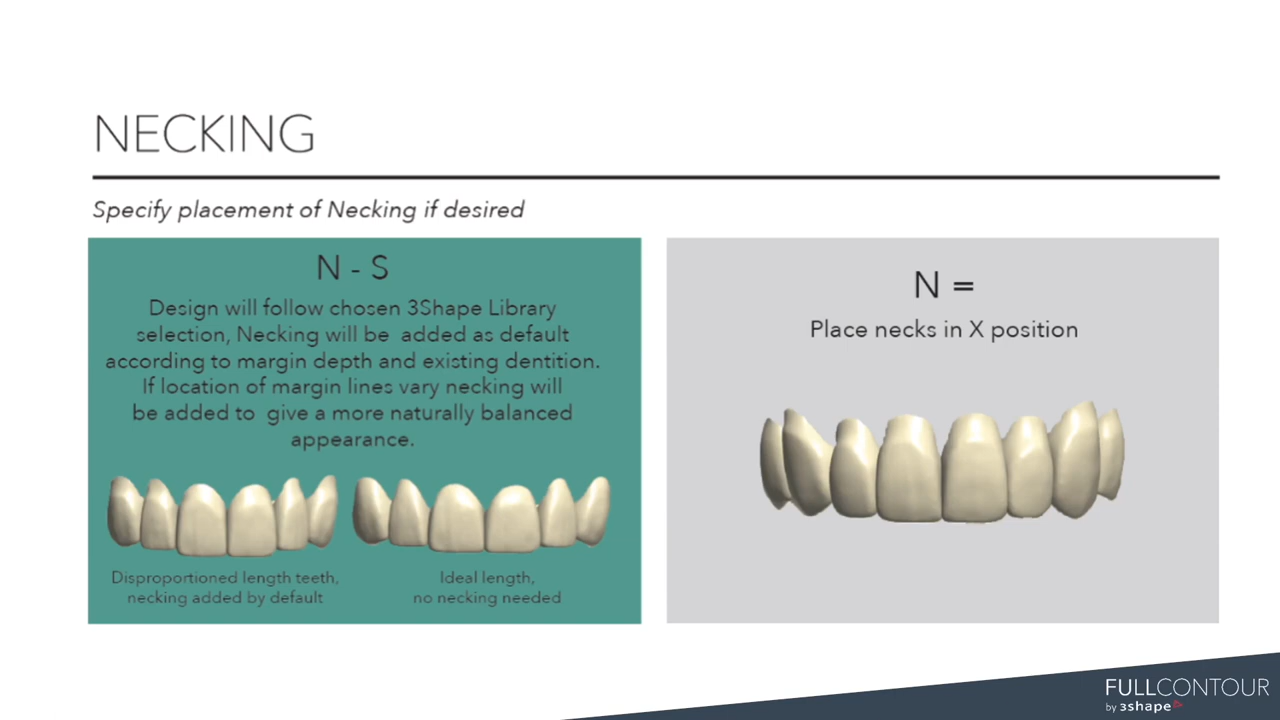 NECKING
Specify placement of Necking if desired
N - S
Design will follow chosen 3Shape Library
selection, Necking will be added as default
according to margin depth and existing dentition.
If location of margin lines vary necking will
be added to give a more naturally balanced
appearance.
Disproportioned length teeth,
necking added by default
Ideal length,
no necking needed
N =
Place necks in X position
FULLCONTOUR
by 3shape